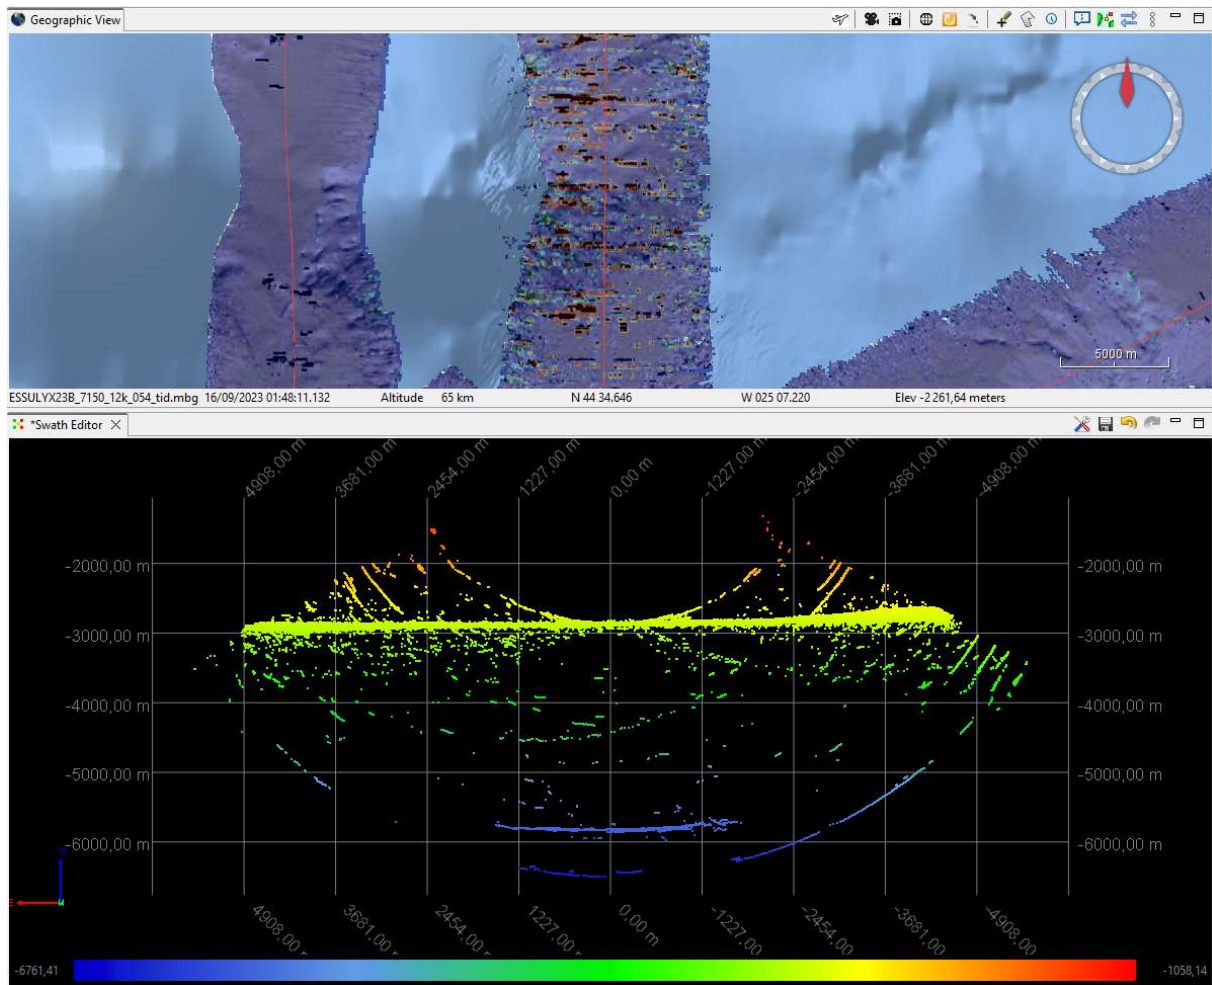 Geographic View
5000 m
ESSULYX23B_7150_12k_054_tid.mbg 16/09/2023 01:48:11.132 Altitude 65 km N 44 34.646 W 025 07.220 Elev -2 261,64 meters
*Swath Editor
4908,00 m 3681,00 m 2454,00 m 1227,00 m 0,00 m -1227,00 m -2454,00 m -3681,00 m -4908,00 m
-2000,00 m -2000,00 m
-3000,00 m -3000,00 m
-4000,00 m -4000,00 m
-5000,00 m -5000,00 m
-6000,00 m -6000,00 m
4908,00 3681,00 2454,00 1227,00 0,00 m -1227,00 -2454,00 -3681,00 -4908,00
-6761,41 -1058,14